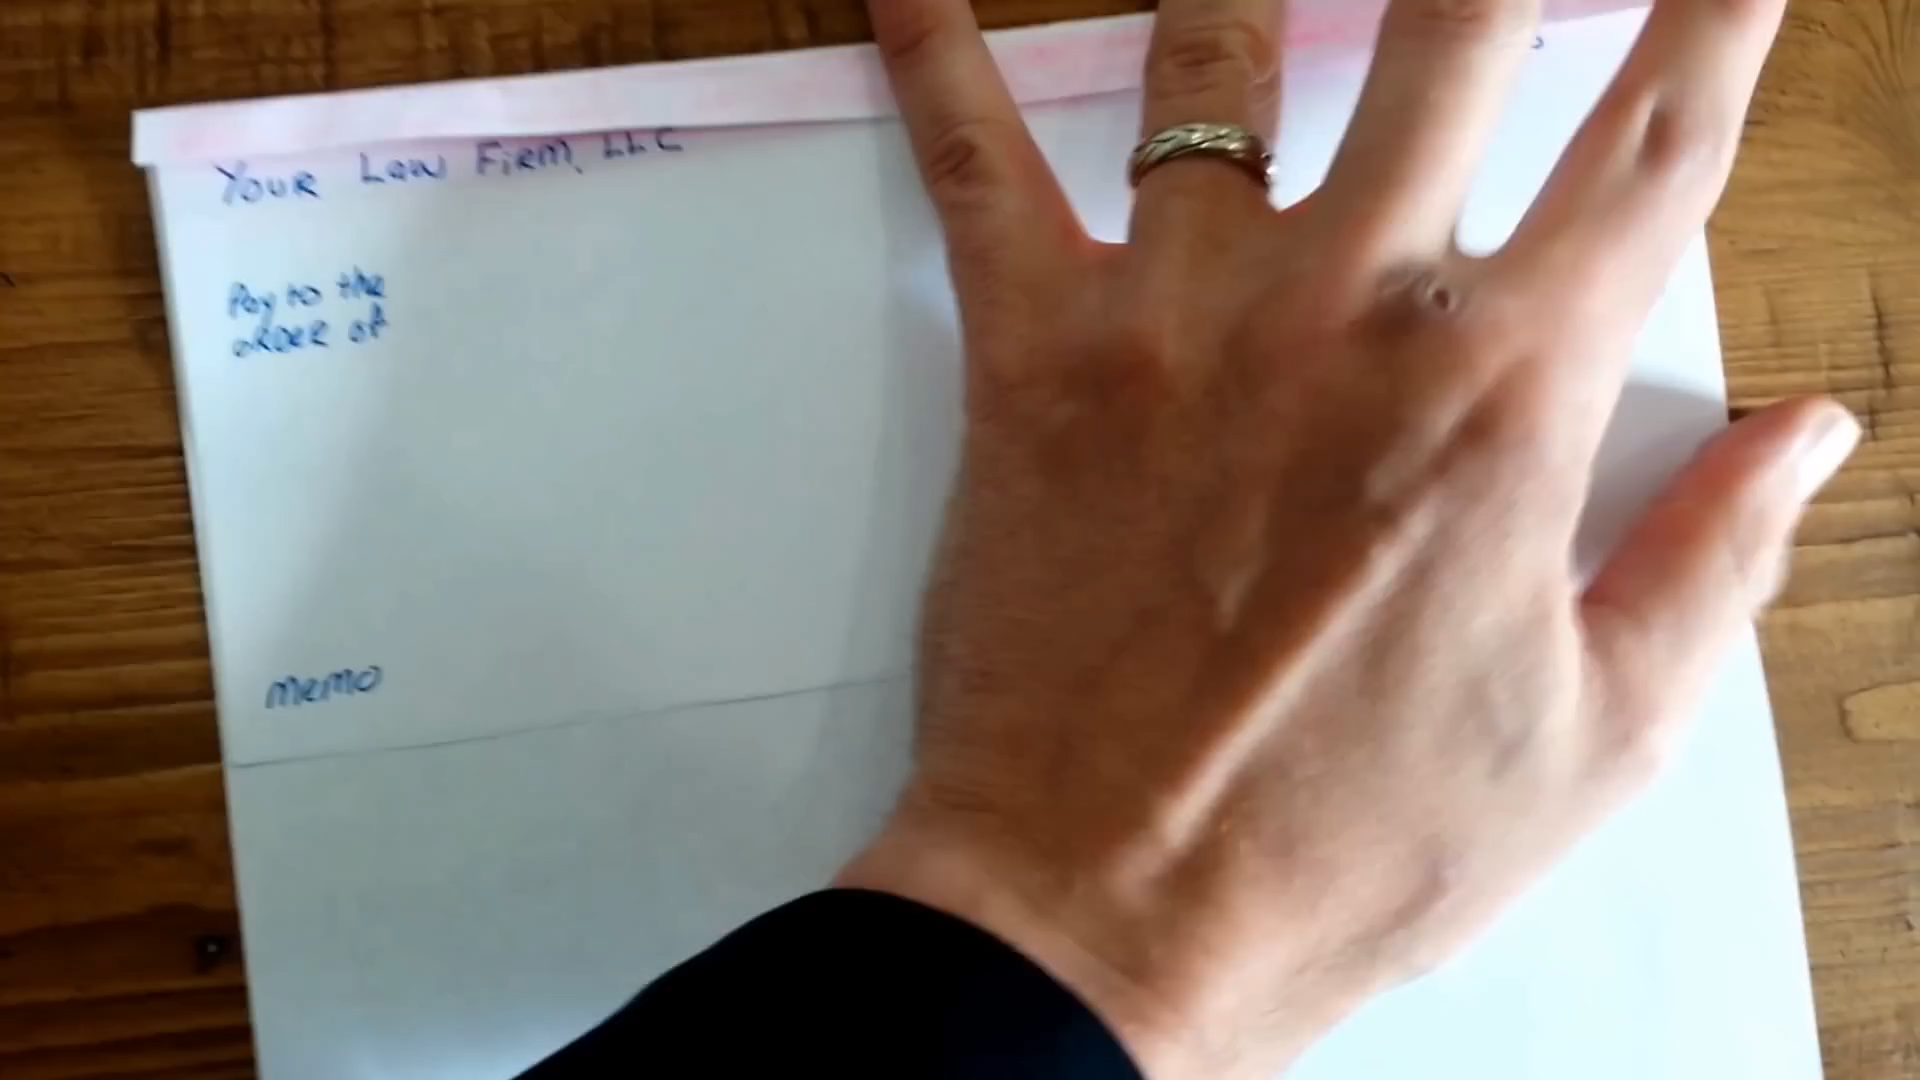 Your Law Firm, LLC
Pay to the
order of
memo